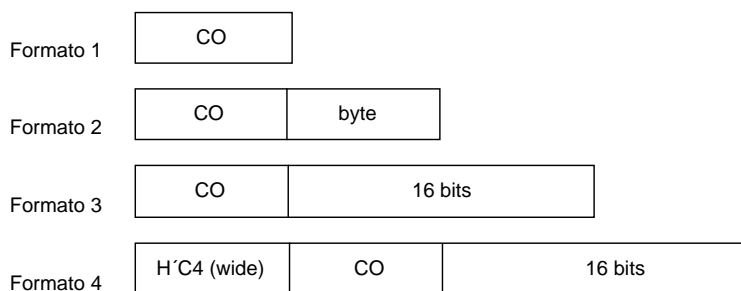 Formato 1 CO
Formato 2 CO byte
Formato 3 CO 16 bits
Formato 4 H´C4 (wide) CO 16 bits